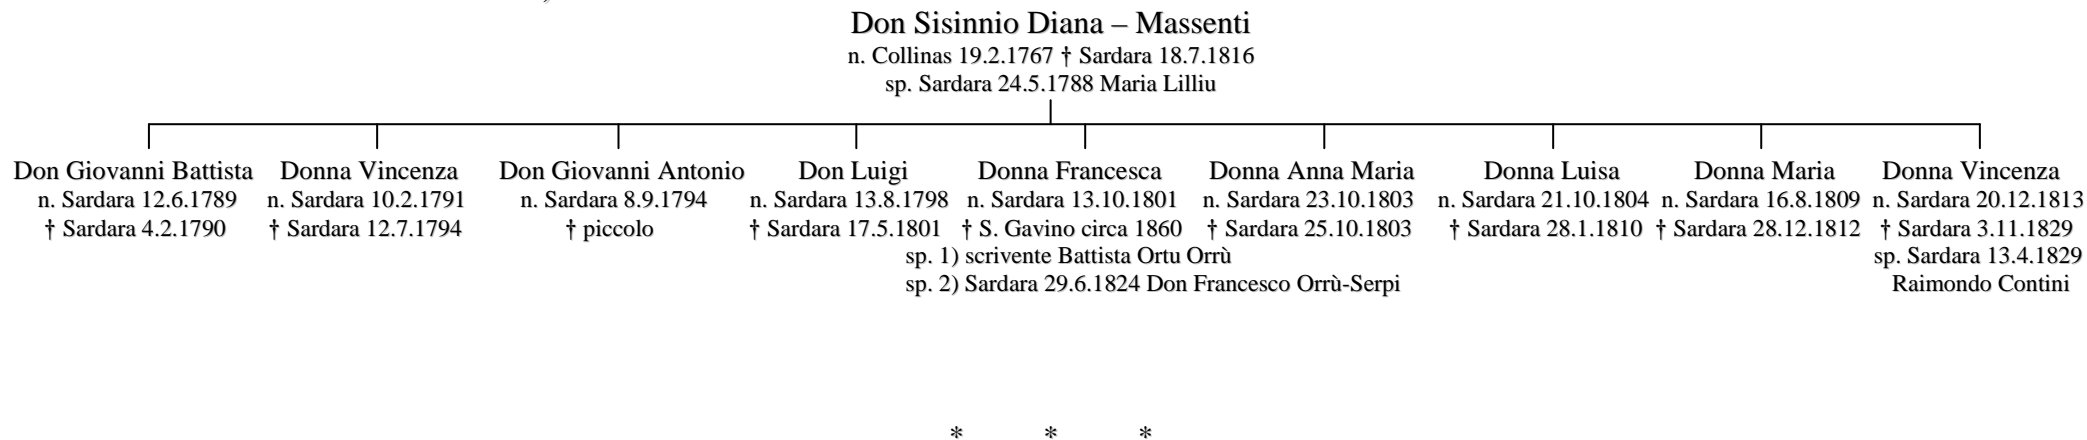 Don Sisinnio Diana – Massenti
n. Collinas 19.2.1767 † Sardara 18.7.1816
sp. Sardara 24.5.1788 Maria Lilliu
Don Giovanni Battista
n. Sardara 12.6.1789
† Sardara 4.2.1790
Donna Vincenza
n. Sardara 10.2.1791
† Sardara 12.7.1794
Don Giovanni Antonio
n. Sardara 8.9.1794
† piccolo
Don Luigi
n. Sardara 13.8.1798
† Sardara 17.5.1801
Donna Francesca
n. Sardara 13.10.1801
† S. Gavino circa 1860
sp. 1) scrivente Battista Ortu Orrù
sp. 2) Sardara 29.6.1824 Don Francesco Orrù-Serpi
Donna Anna Maria
n. Sardara 23.10.1803
† Sardara 25.10.1803
Donna Luisa
n. Sardara 21.10.1804
† Sardara 28.1.1810
Donna Maria
n. Sardara 16.8.1809
† Sardara 28.12.1812
Donna Vincenza
n. Sardara 20.12.1813
† Sardara 3.11.1829
sp. Sardara 13.4.1829
Raimondo Contini
* * *